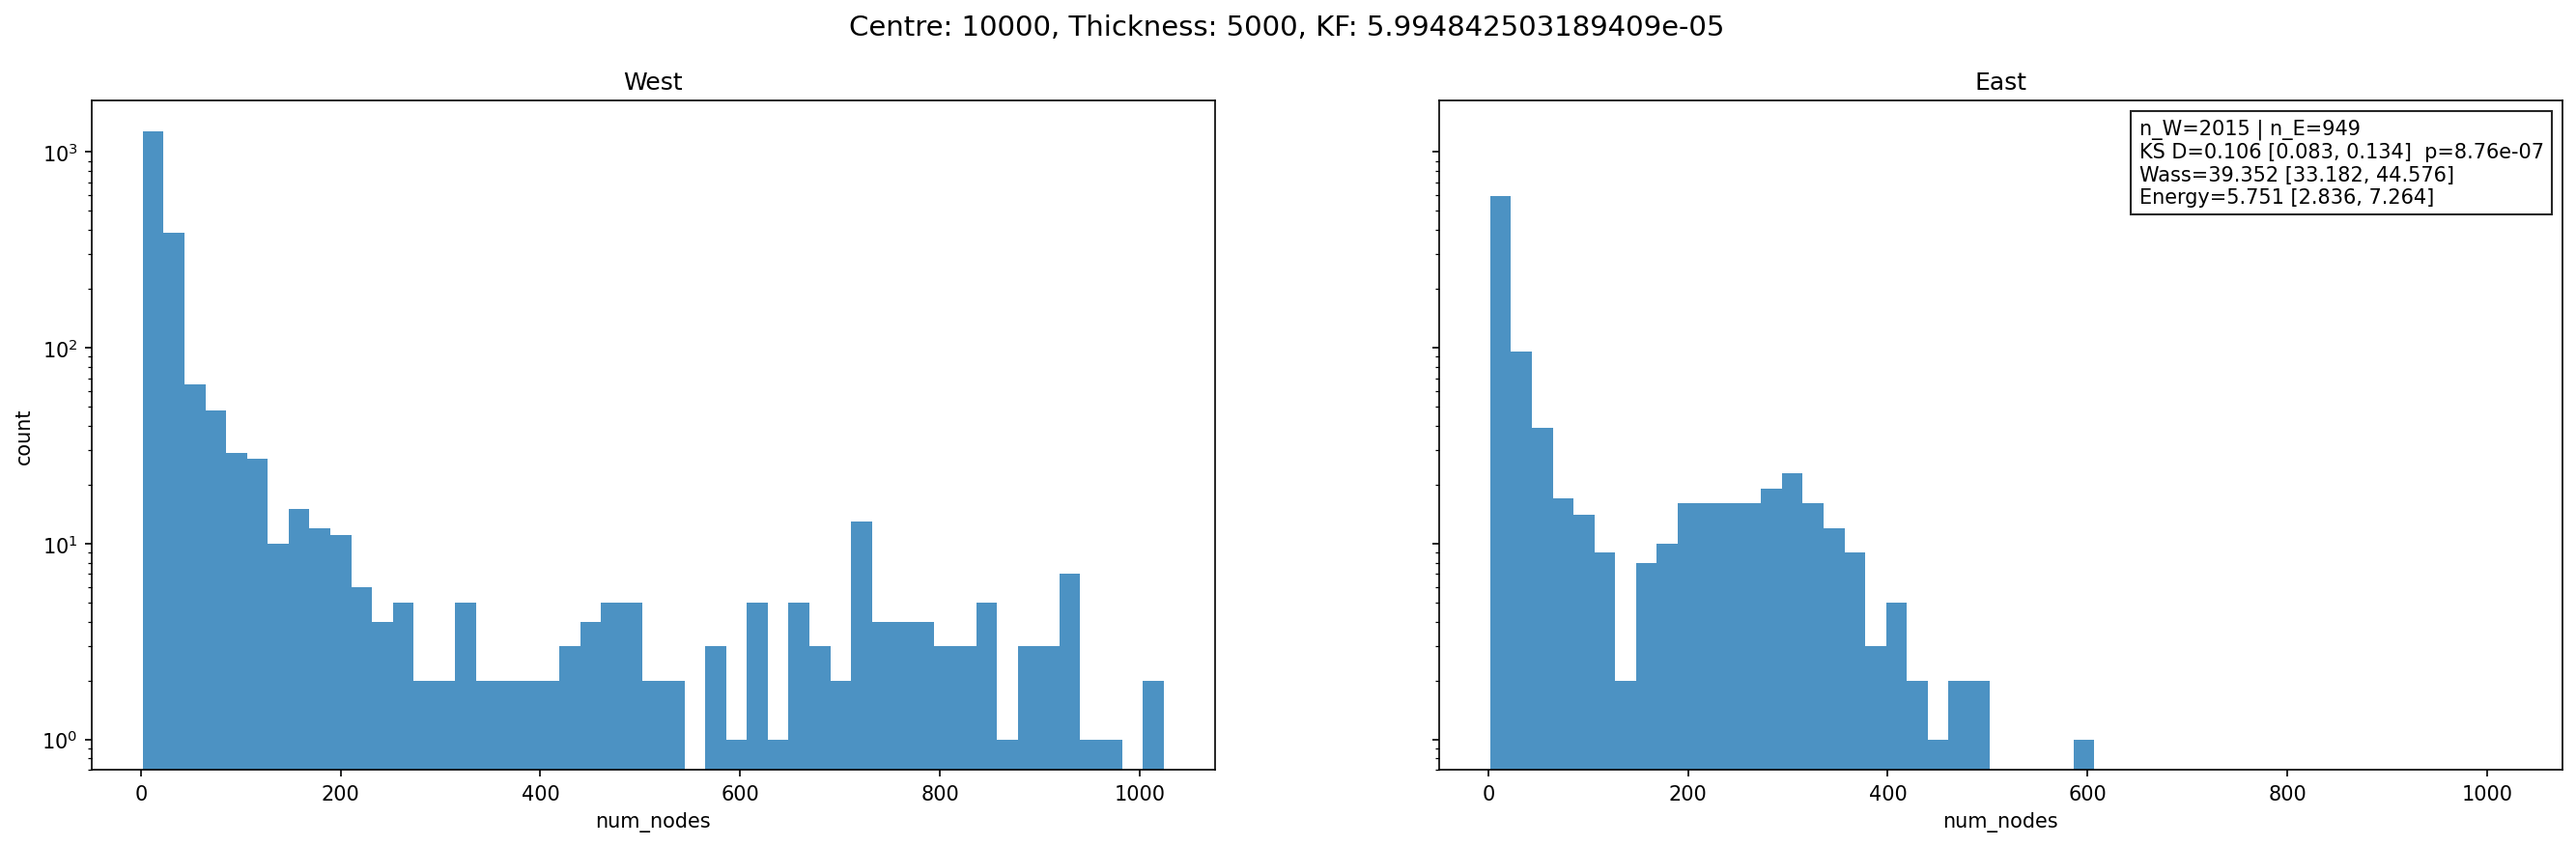 Centre: 10000, Thickness: 5000, KF: 5.994842503189409e-05
West
10³
10²
10¹
10⁰
count
0 200 400 600 800 1000
num_nodes
East
n_W=2015 | n_E=949
KS D=0.106 [0.083, 0.134]  p=8.76e-07
Wass=39.352 [33.182, 44.576]
Energy=5.751 [2.836, 7.264]
0 200 400 600 800 1000
num_nodes